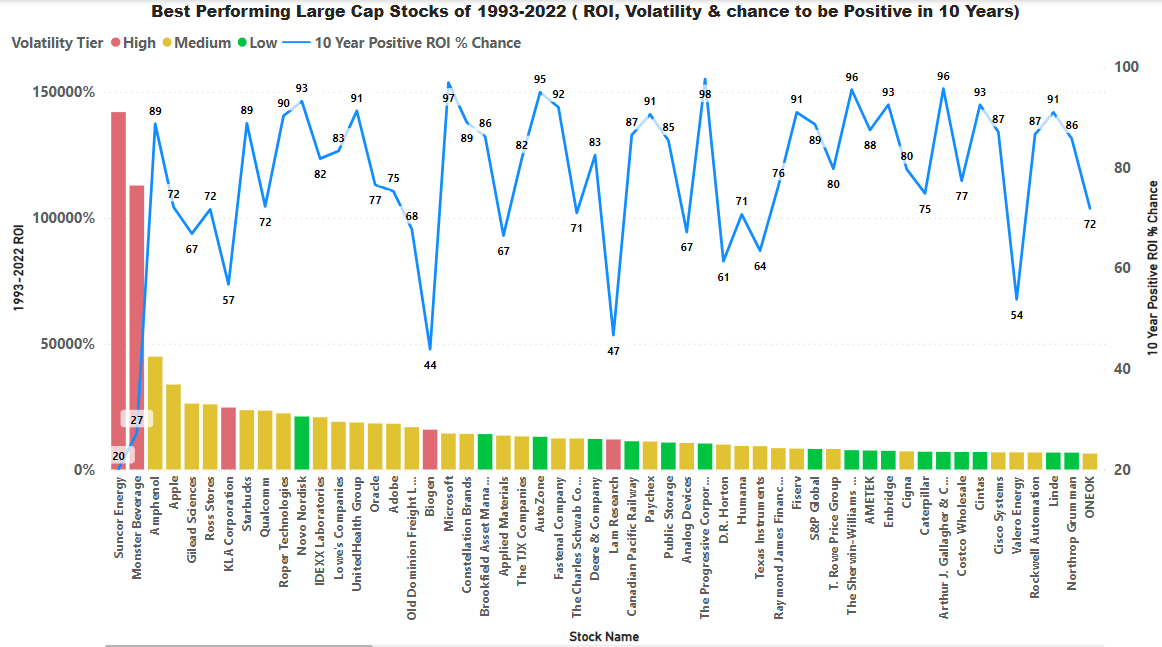 Best Performing Large Cap Stocks of 1993-2022 ( ROI, Volatility & chance to be Positive in 10 Years)
Volatility Tier High Medium Low 10 Year Positive ROI % Chance
1993-2022 ROI
150000%
100000%
50000%
0%
100
80
60
40
20
10 Year Positive ROI % Chance
20
27
89
72
67
72
57
89
72
90
93
82
83
91
77
75
68
44
97
89
86
67
82
95
92
71
83
47
87
91
85
67
98
61
71
64
76
91
89
80
96
88
93
80
75
96
77
93
87
54
87
91
86
72
Suncor Energy
Monster Beverage
Amphenol
Apple
Gilead Sciences
Ross Stores
KLA Corporation
Starbucks
Qualcomm
Roper Technologies
Novo Nordisk
IDEXX Laboratories
Lowe's Companies
UnitedHealth Group
Oracle
Adobe
Old Dominion Freight L...
Biogen
Microsoft
Constellation Brands
Brookfield Asset Mana...
Applied Materials
The TJX Companies
AutoZone
Fastenal Company
The Charles Schwab Co...
Deere & Company
Lam Research
Canadian Pacific Railway
Paychex
Public Storage
Analog Devices
The Progressive Corpor...
D.R. Horton
Humana
Texas Instruments
Raymond James Financ...
Fiserv
S&P Global
T. Rowe Price Group
The Sherwin-Williams ...
AMETEK
Enbridge
Cigna
Caterpillar
Arthur J. Gallagher & C...
Costco Wholesale
Cintas
Cisco Systems
Valero Energy
Rockwell Automation
Linde
Northrop Grumman
ONEOK
Stock Name